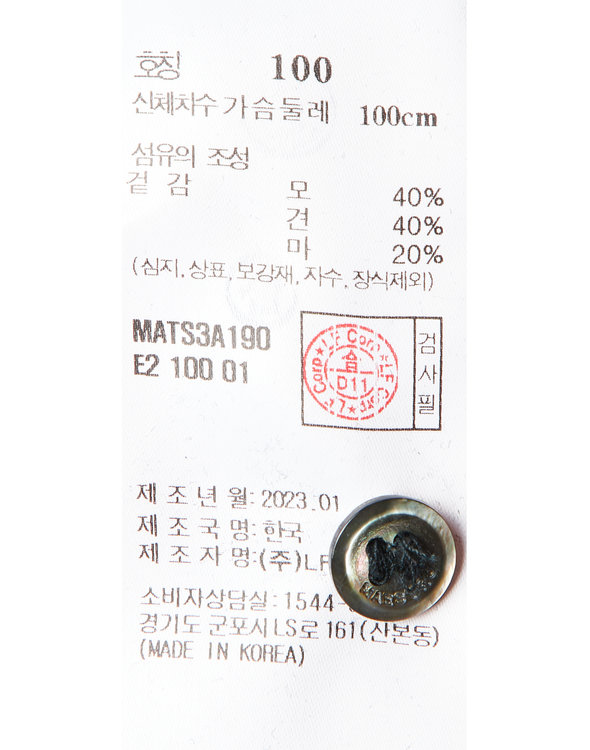 호칭 100
신체치수 가슴둘레 100cm
섬유의 조성
겉 감 모 40%
견 40%
마 20%
(심지, 상표, 보강재, 자수, 장식제외)
MATS3A190
E2 100 01
LF Corp ★ LF Corp ★
D11
검사필
제 조 년 월: 2023.01
제 조 국 명: 한국
제 조 자 명: (주)LF
소비자상담실: 1544-
경기도 군포시 LS로 161(산본동)
(MADE IN KOREA)